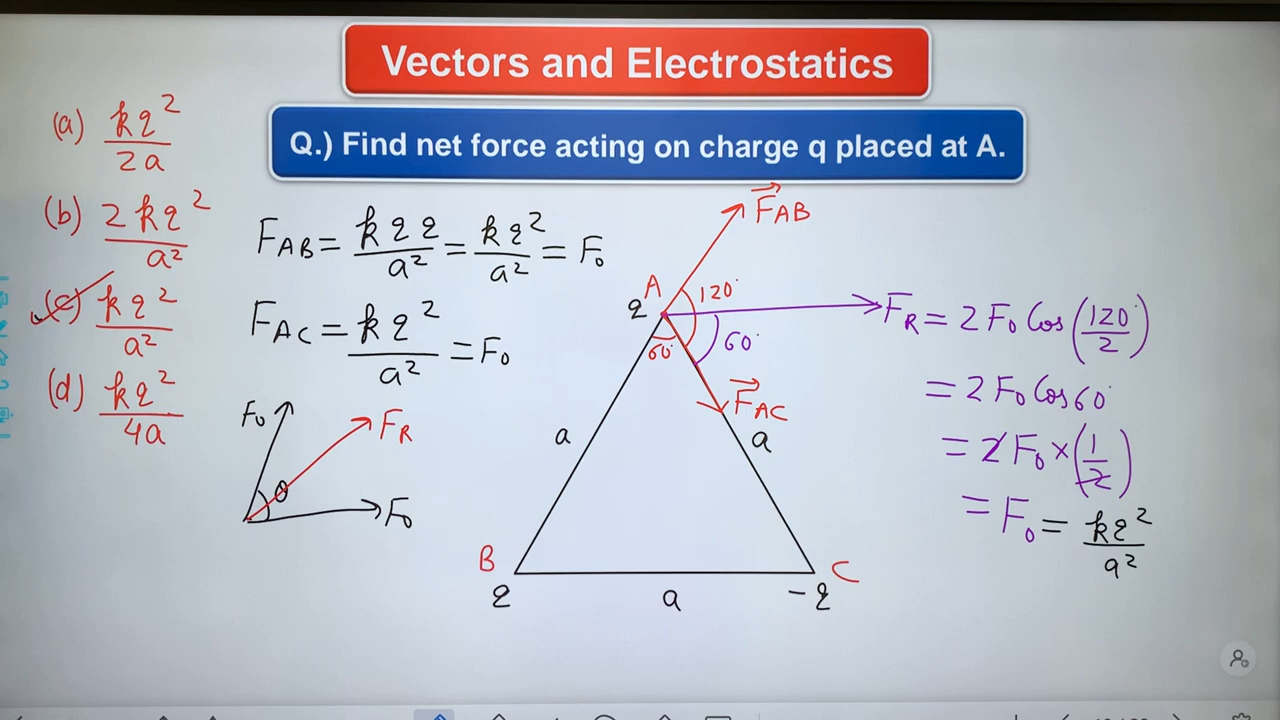 Vectors and Electrostatics
Q.) Find net force acting on charge q placed at A.
(a) kq²/2a
(b) 2kq²/a²
(c) kq²/a²
(d) kq²/4a
F_AB = kqq/a² = kq²/a² = F₀
F_AC = kq²/a² = F₀
F₀
F_R
θ
F₀
F⃗_AB
A
q
120°
60°
60°
F⃗_AC
a
a
B
q
a
C
-q
F_R = 2F₀ Cos(120°/2)
= 2F₀ Cos60°
= 2F₀ × (1/2)
= F₀ = kq²/a²